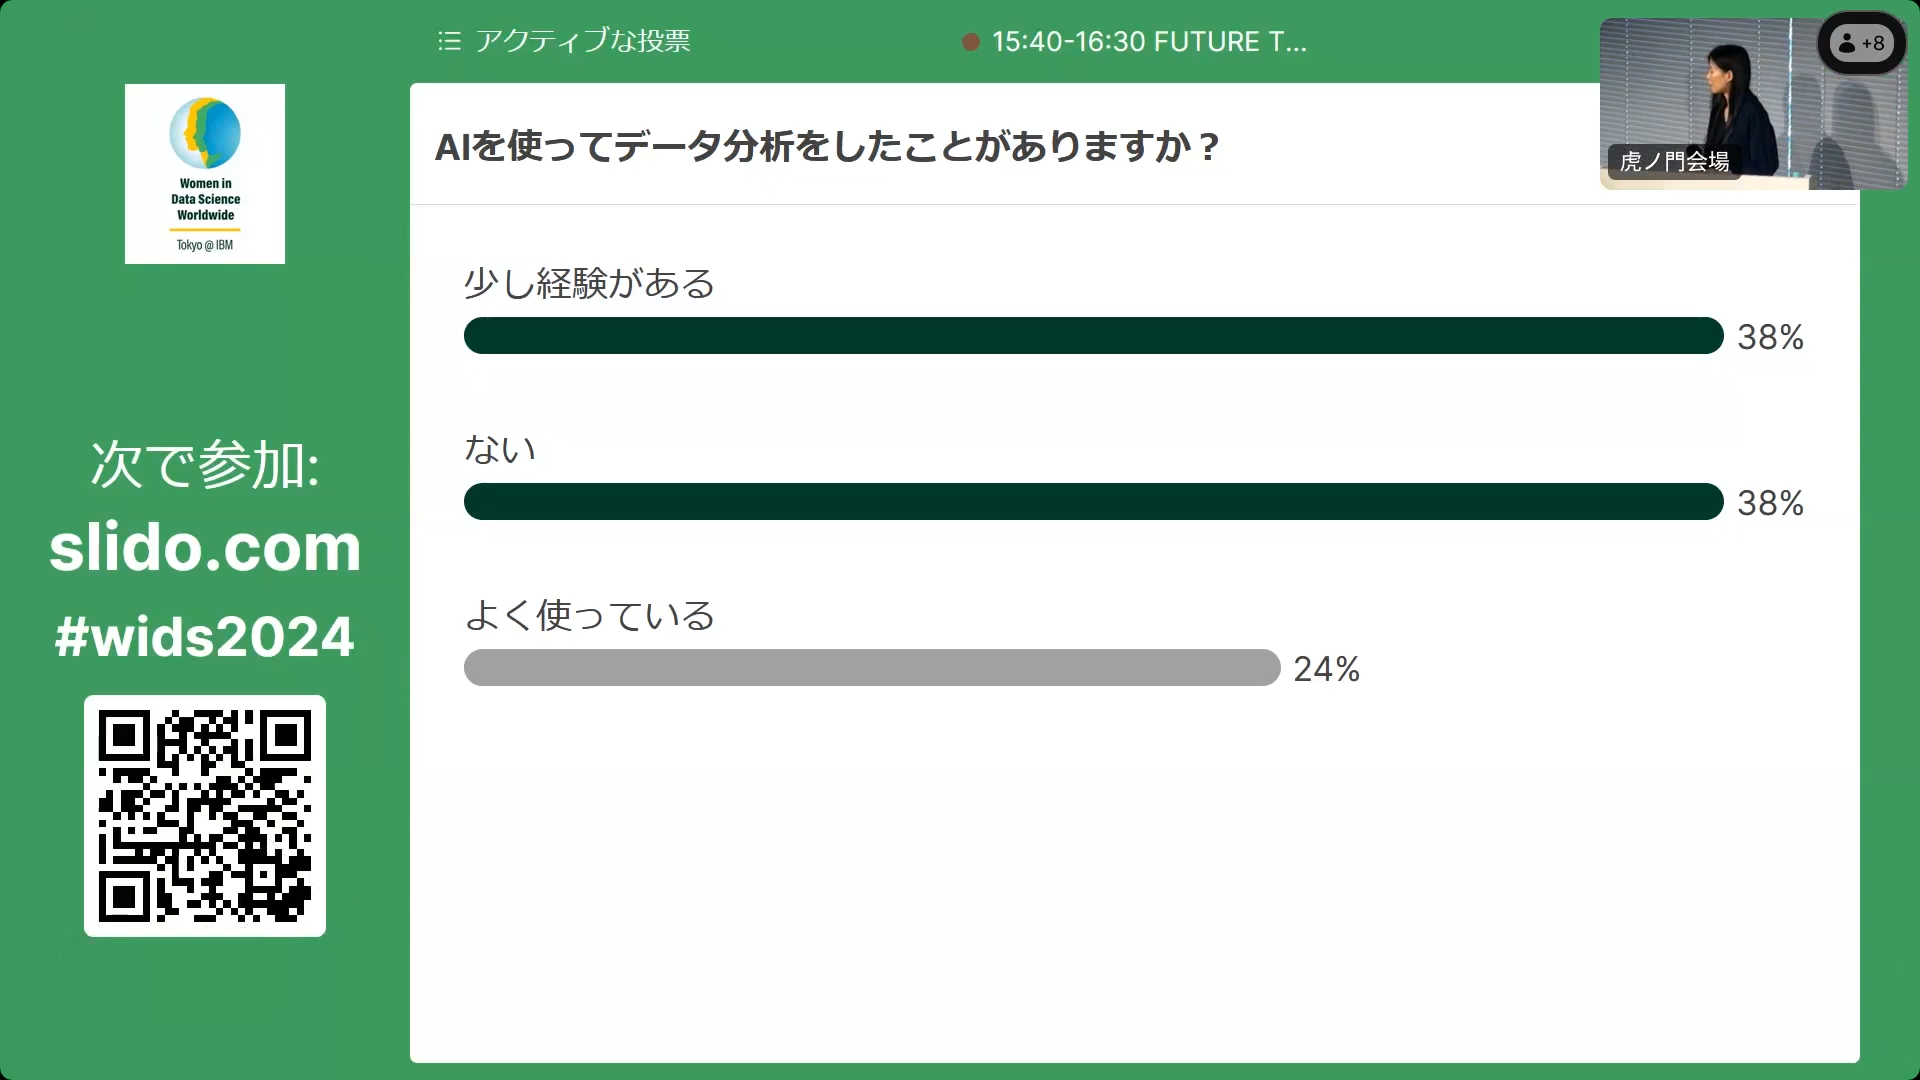 アクティブな投票
15:40-16:30 FUTURE T...
+8
虎ノ門会場
Women in
Data Science
Worldwide
Tokyo @ IBM
次で参加:
slido.com
#wids2024
AIを使ってデータ分析をしたことがありますか？
少し経験がある
38%
ない
38%
よく使っている
24%